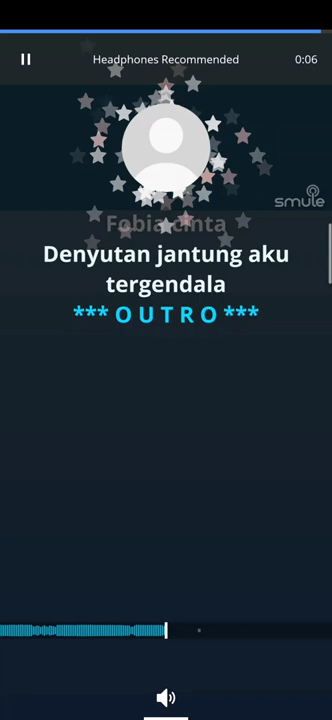 Headphones Recommended
0:06
smule
Fobia cinta
Denyutan jantung aku
tergendala
*** O U T R O ***